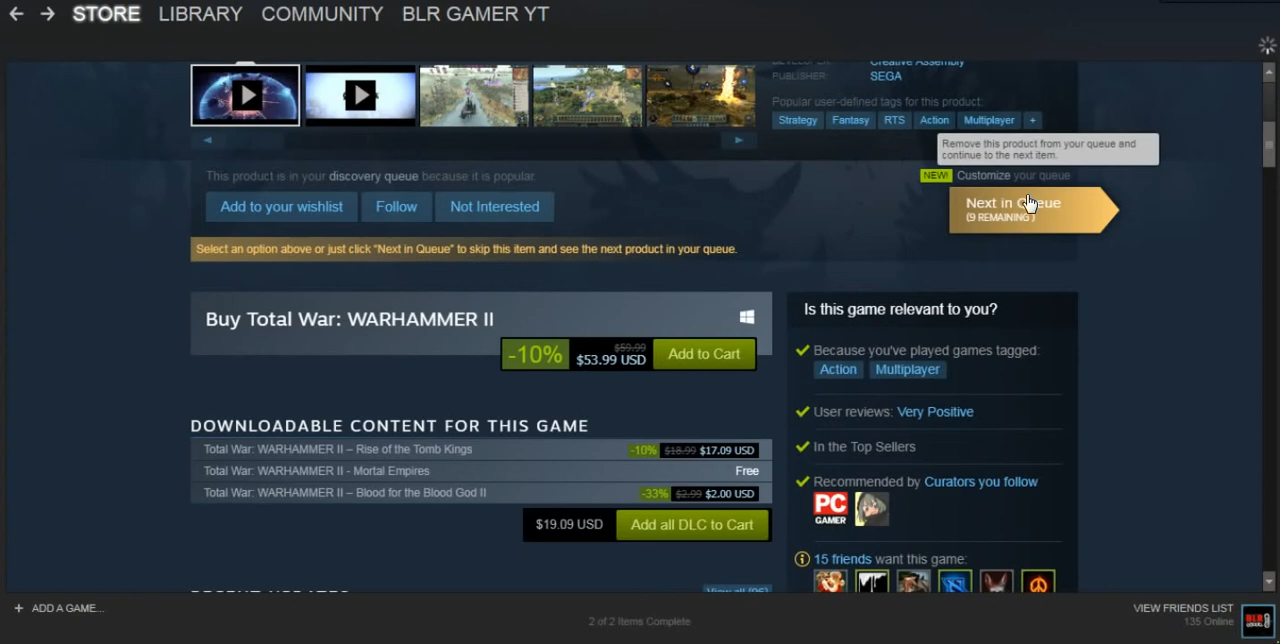 STORE LIBRARY COMMUNITY BLR GAMER YT
Creative Assembly
PUBLISHER: SEGA
Popular user-defined tags for this product:
Strategy Fantasy RTS Action Multiplayer +
Remove this product from your queue and
continue to the next item.
This product is in your discovery queue because it is popular.
NEW! Customize your queue
Add to your wishlist Follow Not Interested
Next in Queue
(9 REMAINING )
Select an option above or just click "Next in Queue" to skip this item and see the next product in your queue.
Buy Total War: WARHAMMER II
-10% $59.99 $53.99 USD Add to Cart
Is this game relevant to you?
Because you've played games tagged:
Action Multiplayer
User reviews: Very Positive
In the Top Sellers
Recommended by Curators you follow
PC
GAMER
15 friends want this game:
DOWNLOADABLE CONTENT FOR THIS GAME
Total War: WARHAMMER II – Rise of the Tomb Kings -10% $18.99 $17.09 USD
Total War: WARHAMMER II - Mortal Empires Free
Total War: WARHAMMER II – Blood for the Blood God II -33% $2.99 $2.00 USD
$19.09 USD Add all DLC to Cart
RECENT UPDATES
+ ADD A GAME...
2 of 2 Items Complete
VIEW FRIENDS LIST
135 Online
BLR